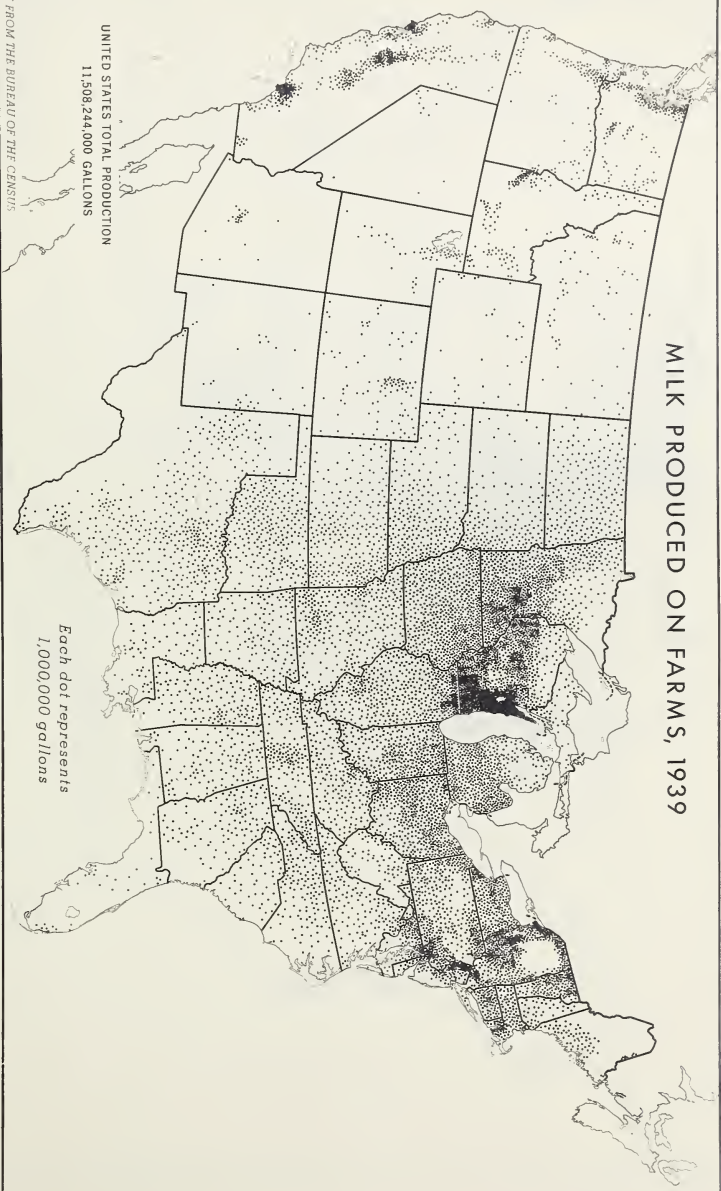 MILK PRODUCED ON FARMS, 1939
UNITED STATES TOTAL PRODUCTION
11,508,244,000 GALLONS
Each dot represents
1,000,000 gallons
FROM THE BUREAU OF THE CENSUS